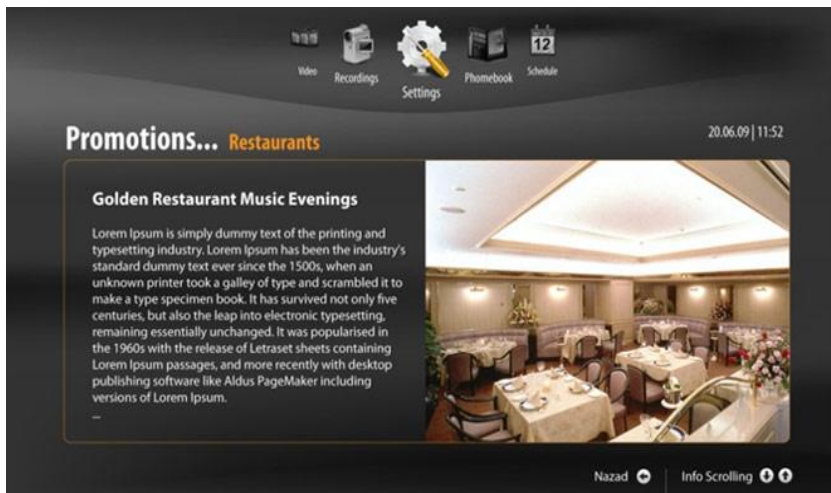 Video
Recordings
Settings
Phomebook
Schedule
12
Promotions... Restaurants
20.06.09 | 11:52
Golden Restaurant Music Evenings
Lorem Ipsum is simply dummy text of the printing and
typesetting industry. Lorem Ipsum has been the industry's
standard dummy text ever since the 1500s, when an
unknown printer took a galley of type and scrambled it to
make a type specimen book. It has survived not only five
centuries, but also the leap into electronic typesetting,
remaining essentially unchanged. It was popularised in
the 1960s with the release of Letraset sheets containing
Lorem Ipsum passages, and more recently with desktop
publishing software like Aldus PageMaker including
versions of Lorem Ipsum.
...
Nazad
Info Scrolling